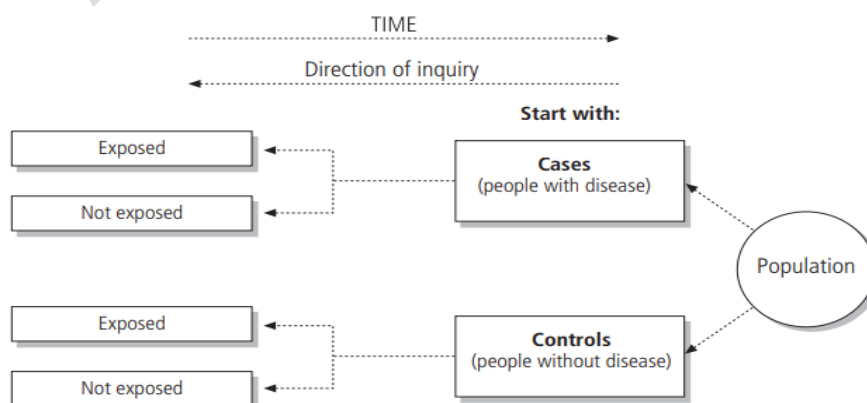 TIME
Direction of inquiry
Start with:
Exposed
Cases
(people with disease)
Not exposed
Population
Exposed
Controls
(people without disease)
Not exposed